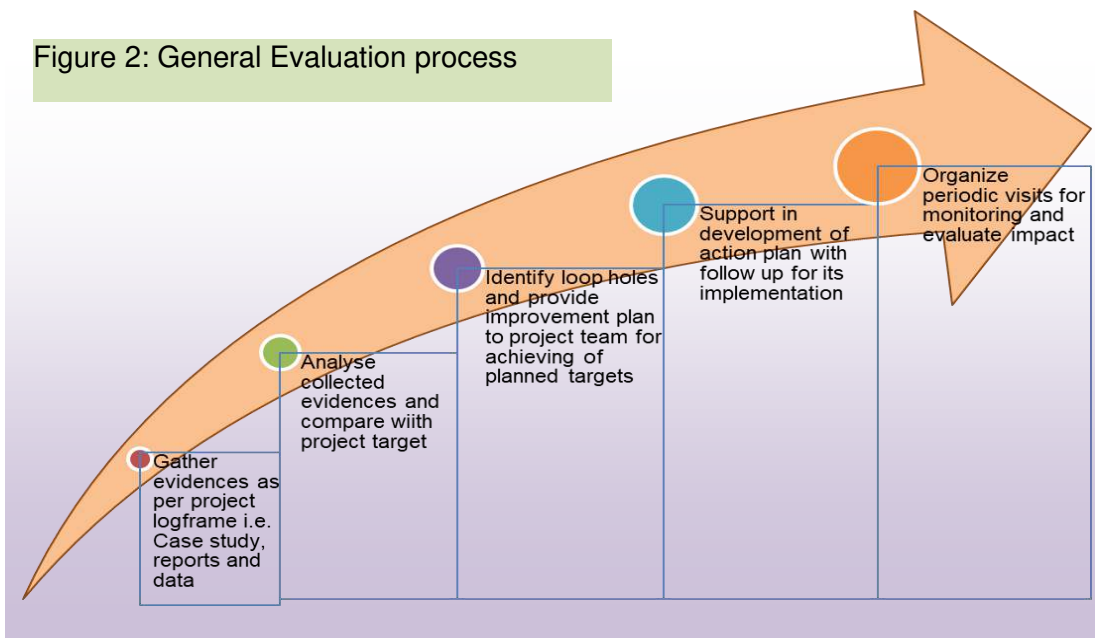 Figure 2: General Evaluation process
Gather
evidences as
per project
logframe i.e.
Case study,
reports and
data
Analyse
collected
evidences and
compare wiith
project target
Identify loop holes
and provide
improvement plan
to project team for
achieving of
planned targets
Support in
development of
action plan with
follow up for its
implementation
Organize
periodic visits for
monitoring and
evaluate impact